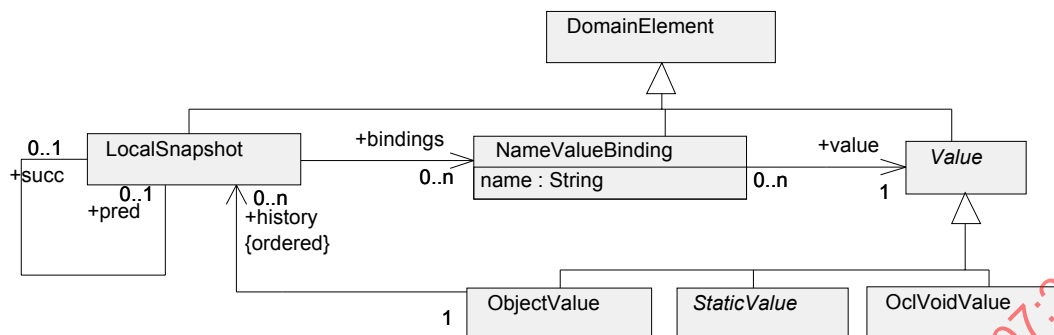 DomainElement
LocalSnapshot
+bindings
0..n
NameValueBinding
name : String
+value
0..n
1
Value
0..1
+succ
0..1
+pred
0..n
+history
{ordered}
1
ObjectValue
StaticValue
OclVoidValue